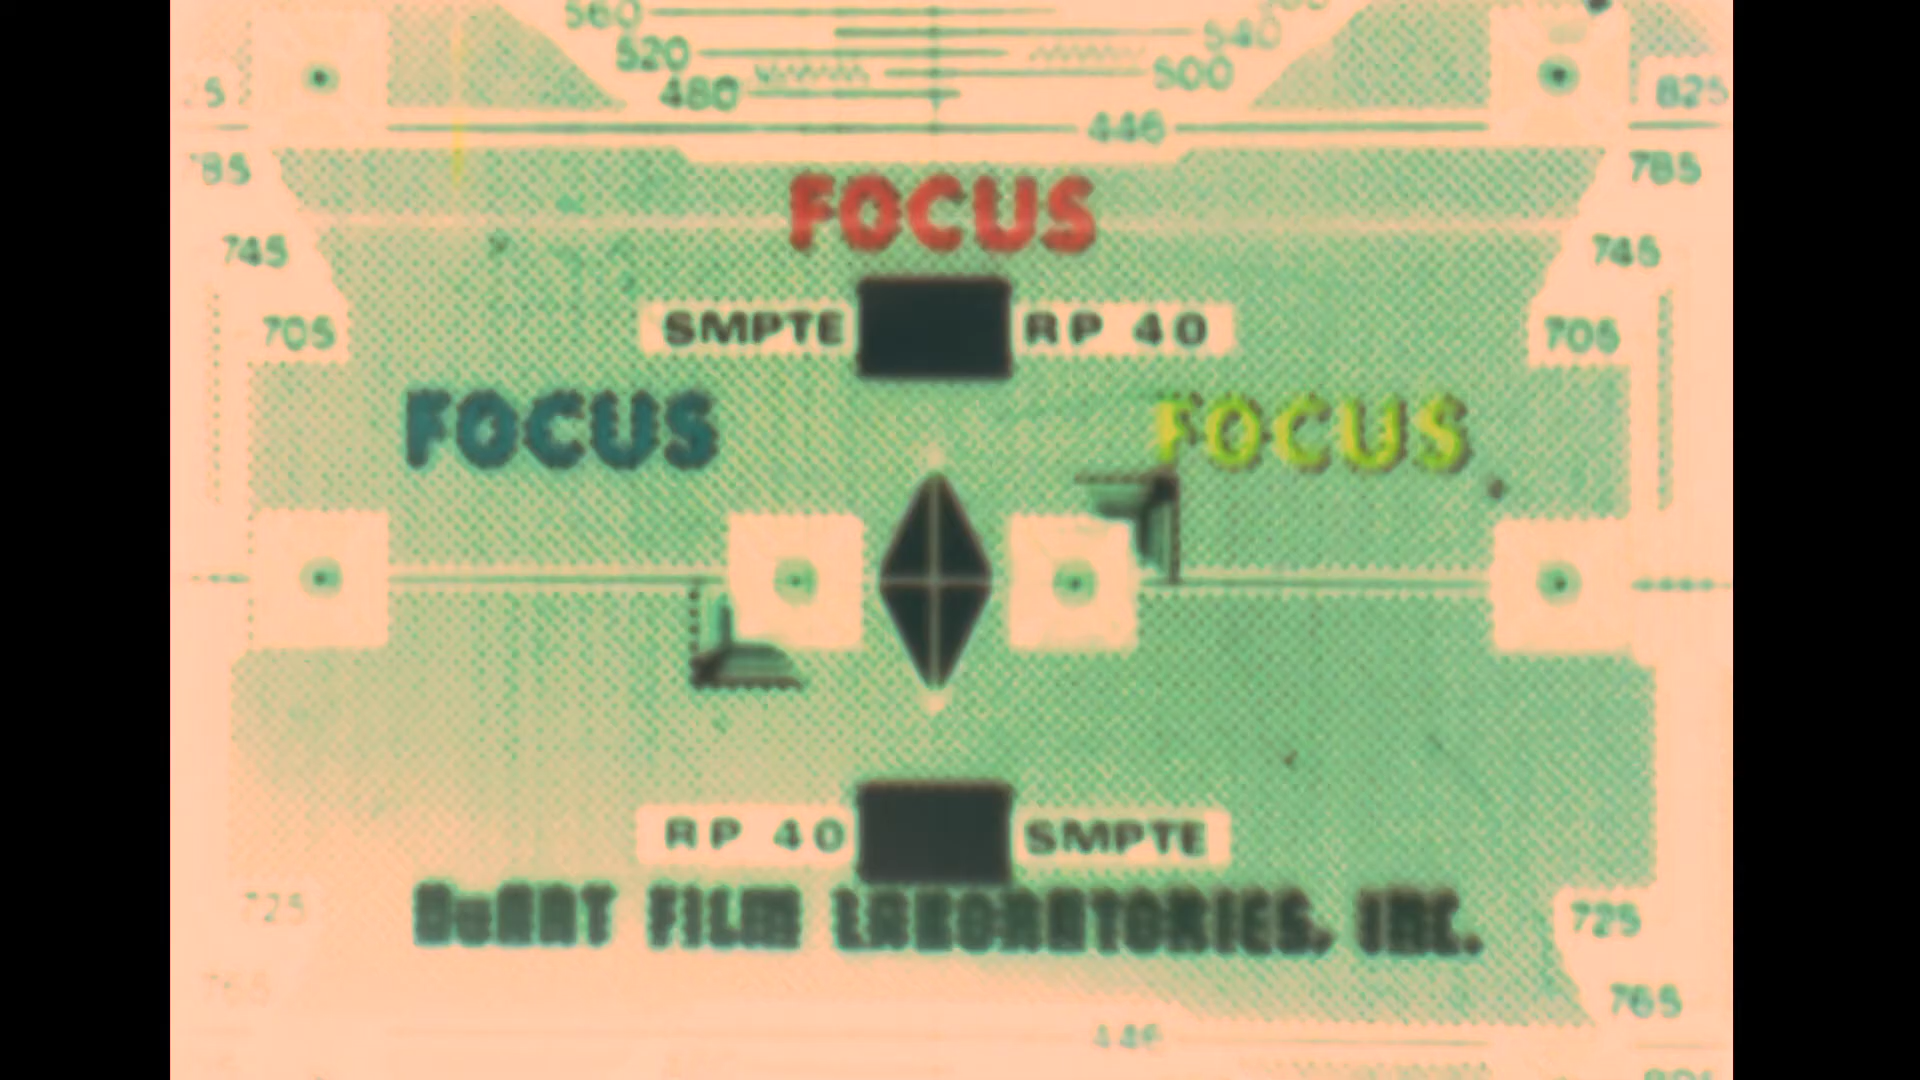 560
520 540
480 500
446
825
785
745 745
705 705
FOCUS
SMPTE RP 40
FOCUS FOCUS
RP 40 SMPTE
DuART FILM LABORATORIES, INC.
725 725
765
446